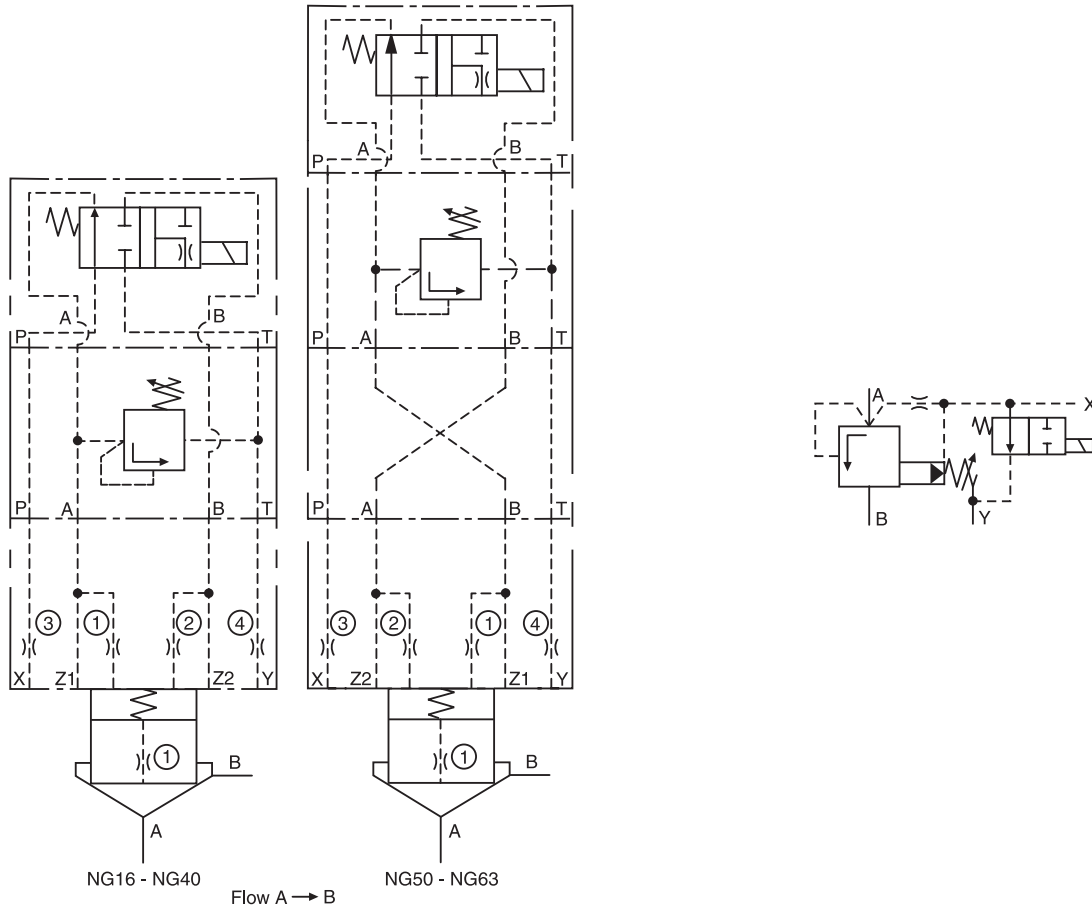 A B
P T
A B
P T
P A B T
P A B T
P A B T
3 1 2 4
3 2 1 4
X Z1 Z2 Y
X Z2 Z1 Y
1
B
A
1
B
A
NG16 - NG40
NG50 - NG63
Flow A → B
A
X
B
Y